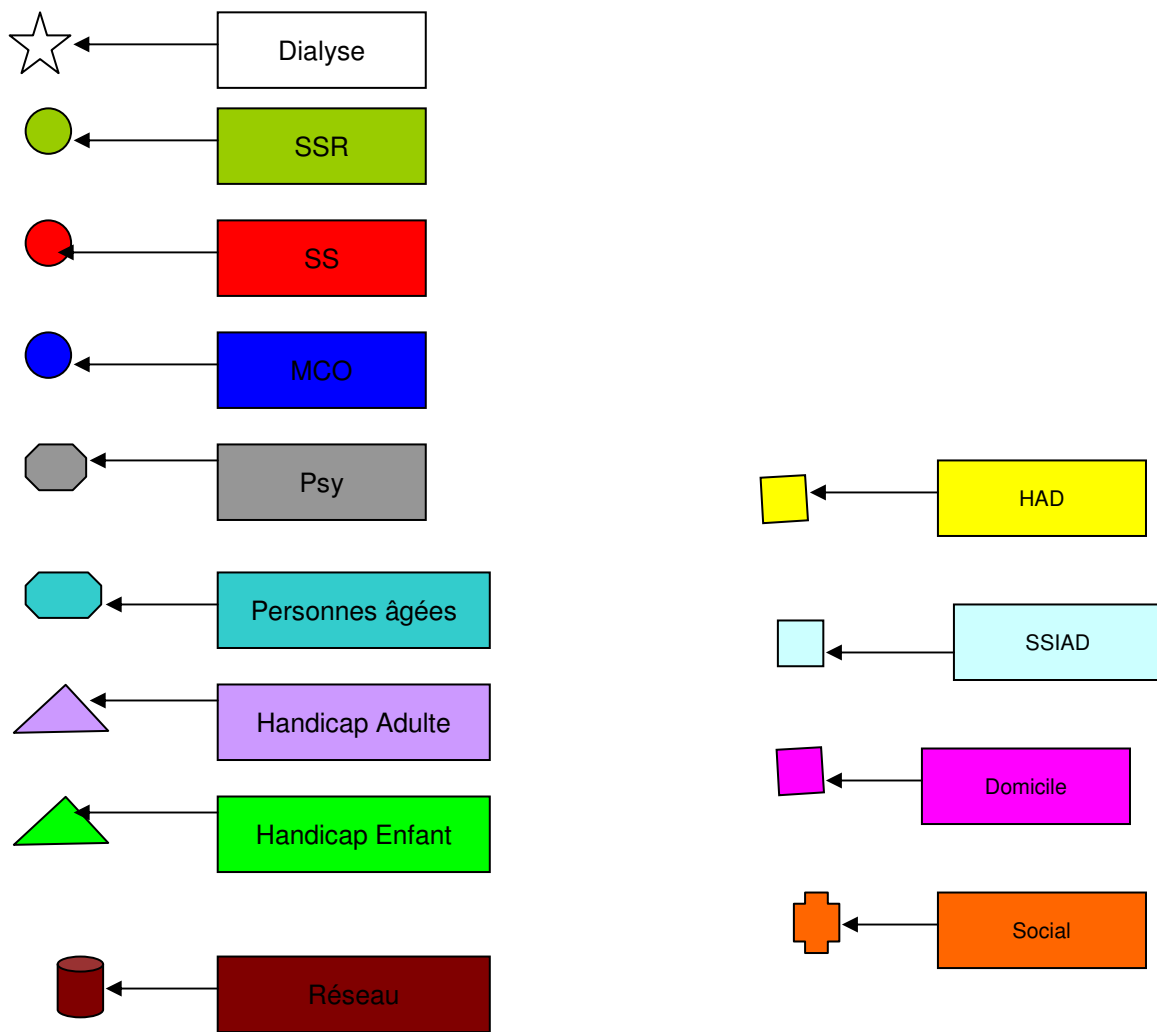 Dialyse
SSR
SS
MCO
Psy
Personnes âgées
Handicap Adulte
Handicap Enfant
Réseau
HAD
SSIAD
Domicile
Social